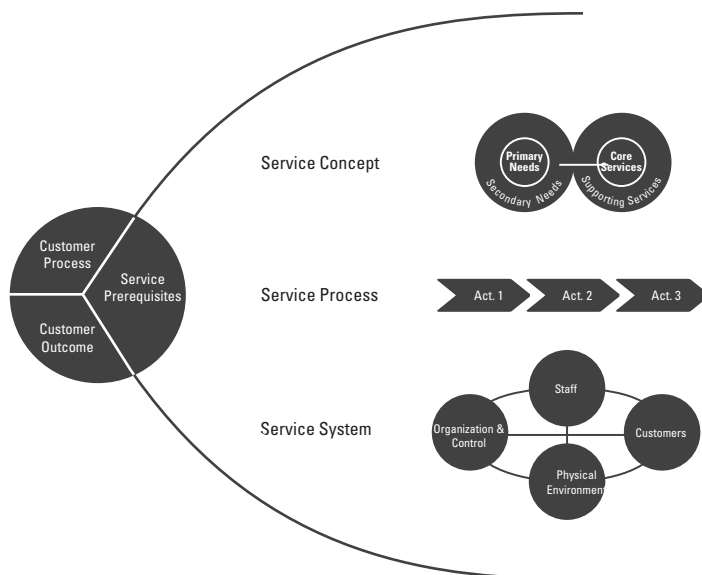 Customer
Process
Service
Prerequisites
Customer
Outcome
Service Concept
Primary
Needs
Secondary Needs
Core
Services
Supporting Services
Service Process
Act. 1
Act. 2
Act. 3
Service System
Staff
Organization &
Control
Customers
Physical
Environment